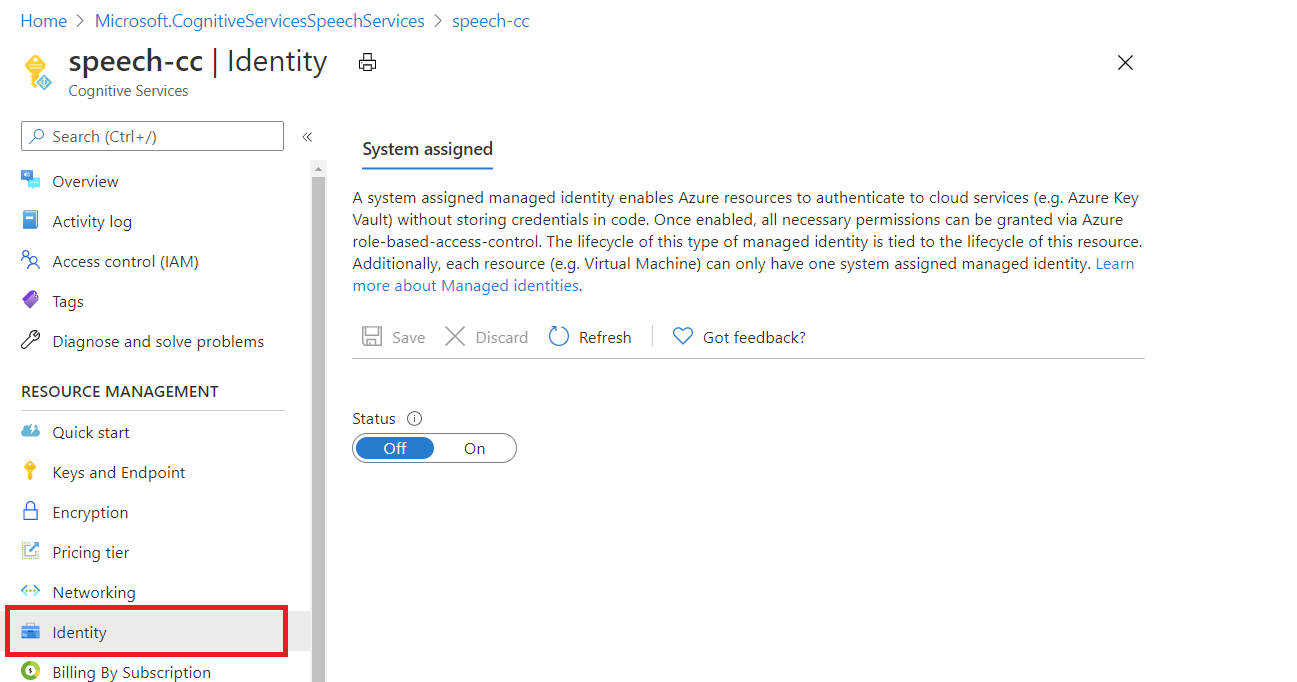 Home > Microsoft.CognitiveServicesSpeechServices > speech-cc
speech-cc | Identity
Cognitive Services
Search (Ctrl+/)
Overview
Activity log
Access control (IAM)
Tags
Diagnose and solve problems
RESOURCE MANAGEMENT
Quick start
Keys and Endpoint
Encryption
Pricing tier
Networking
Identity
Billing By Subscription
System assigned
A system assigned managed identity enables Azure resources to authenticate to cloud services (e.g. Azure Key
Vault) without storing credentials in code. Once enabled, all necessary permissions can be granted via Azure
role-based-access-control. The lifecycle of this type of managed identity is tied to the lifecycle of this resource.
Additionally, each resource (e.g. Virtual Machine) can only have one system assigned managed identity. Learn
more about Managed identities.
Save Discard Refresh Got feedback?
Status
Off On